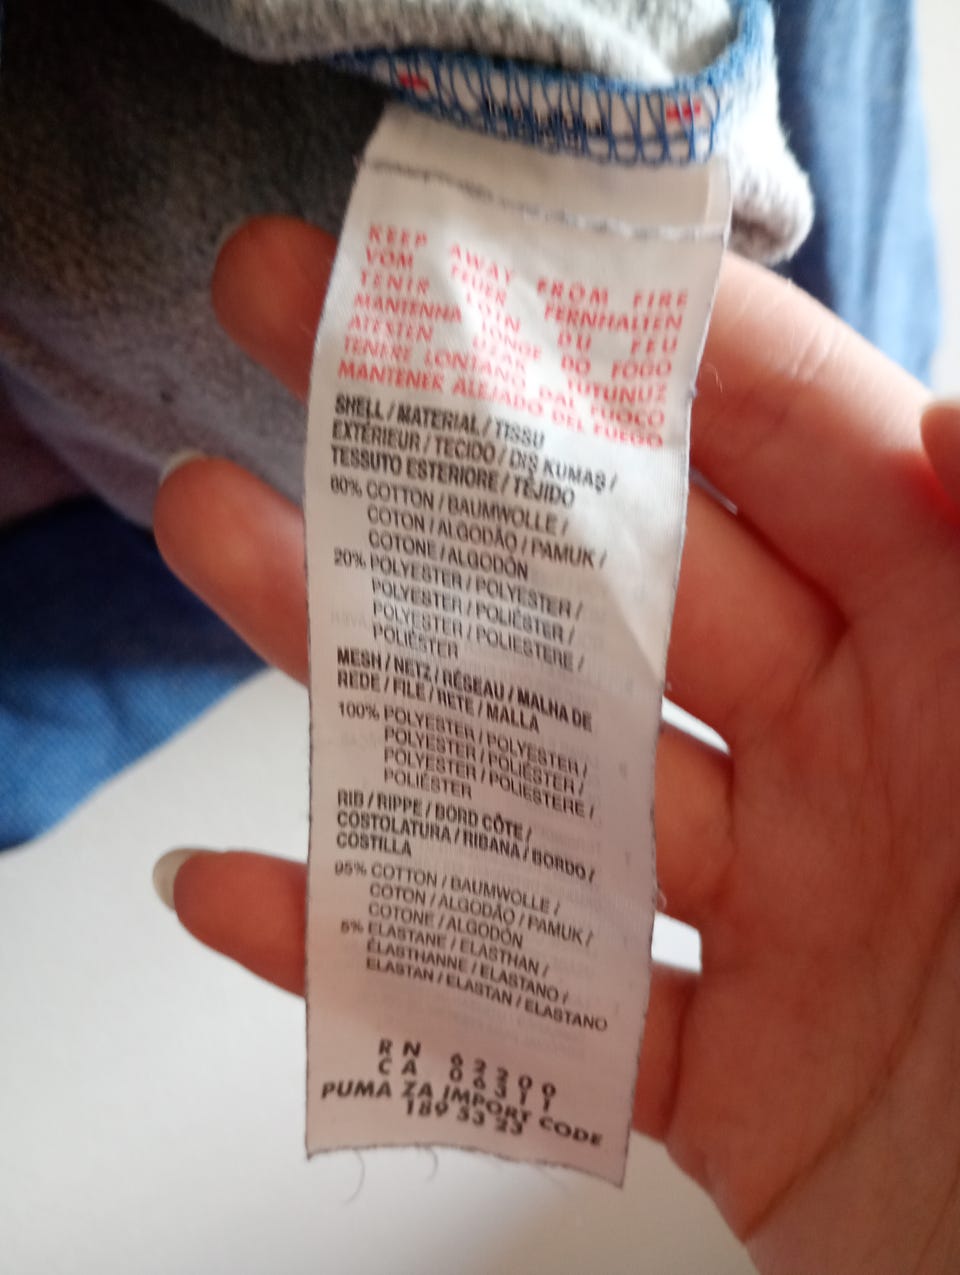 KEEP AWAY FROM FIRE
VOM FEUER FERNHALTEN
TENIR LOIN DU FEU
MANTENHA LONGE DO FOGO
ATESTEN UZAK TUTUNUZ
TENERE LONTANO DAL FUOCO
MANTENER ALEJADO DEL FUEGO
SHELL / MATERIAL / TISSU
EXTÉRIEUR / TECIDO / DIŞ KUMAŞ /
TESSUTO ESTERIORE / TEJIDO
80% COTTON / BAUMWOLLE /
COTON / ALGODÃO / PAMUK /
COTONE / ALGODÓN
20% POLYESTER / POLYESTER /
POLYESTER / POLIÉSTER /
POLYESTER / POLIESTERE /
POLIÉSTER
MESH / NETZ / RÉSEAU / MALHA DE
REDE / FILE / RETE / MALLA
100% POLYESTER / POLYESTER /
POLYESTER / POLIÉSTER /
POLYESTER / POLIESTERE /
POLIÉSTER
RIB / RIPPE / BORD CÔTE /
COSTOLATURA / RIBANA / BORDO /
COSTILLA
95% COTTON / BAUMWOLLE /
COTON / ALGODÃO / PAMUK /
COTONE / ALGODÓN
5% ELASTANE / ELASTHAN /
ÉLASTHANNE / ELASTANO /
ELASTAN / ELASTAN / ELASTANO
RN 62200
CA 06311
PUMA ZA IMPORT CODE
189 53 23